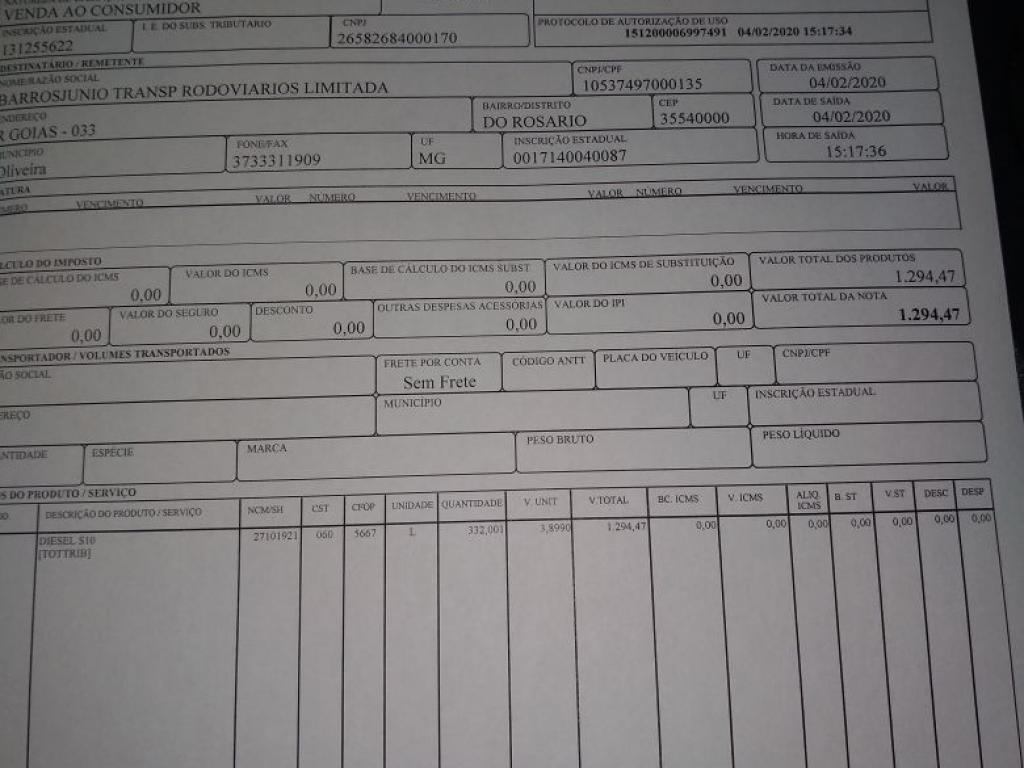 VENDA AO CONSUMIDOR
INSCRIÇÃO ESTADUAL I. E. DO SUBS. TRIBUTARIO CNPJ PROTOCOLO DE AUTORIZAÇÃO DE USO
131255622 26582684000170 151200006997491 04/02/2020 15:17:34
DESTINATÁRIO / REMETENTE
NOME/RAZÃO SOCIAL CNPJ/CPF DATA DA EMISSÃO
BARROSJUNIO TRANSP RODOVIARIOS LIMITADA 10537497000135 04/02/2020
ENDEREÇO BAIRRO/DISTRITO CEP DATA DE SAÍDA
R GOIAS - 033 DO ROSARIO 35540000 04/02/2020
MUNICÍPIO FONE/FAX UF INSCRIÇÃO ESTADUAL HORA DE SAÍDA
Oliveira 3733311909 MG 0017140040087 15:17:36
ATURA
MERO VENCIMENTO VALOR NÚMERO VENCIMENTO VALOR NÚMERO VENCIMENTO VALOR
LCULO DO IMPOSTO
SE DE CÁLCULO DO ICMS VALOR DO ICMS BASE DE CÁLCULO DO ICMS SUBST VALOR DO ICMS DE SUBSTITUIÇÃO VALOR TOTAL DOS PRODUTOS
0,00 0,00 0,00 0,00 1.294,47
OR DO FRETE VALOR DO SEGURO DESCONTO OUTRAS DESPESAS ACESSÓRIAS VALOR DO IPI VALOR TOTAL DA NOTA
0,00 0,00 0,00 0,00 0,00 1.294,47
NSPORTADOR / VOLUMES TRANSPORTADOS
ÃO SOCIAL FRETE POR CONTA CÓDIGO ANTT PLACA DO VEÍCULO UF CNPJ/CPF
Sem Frete
EREÇO MUNICÍPIO UF INSCRIÇÃO ESTADUAL
NTIDADE ESPÉCIE MARCA PESO BRUTO PESO LÍQUIDO
OS DO PRODUTO / SERVIÇO
DESCRIÇÃO DO PRODUTO / SERVIÇO NCM/SH CST CFOP UNIDADE QUANTIDADE V. UNIT V.TOTAL BC. ICMS V. ICMS ALIQ. ICMS B. ST V.ST DESC DESP
DIESEL S10 27101921 060 5667 L 332,001 3,8990 1.294,47 0,00 0,00 0,00 0,00 0,00 0,00 0,00
[TOTTRIB]